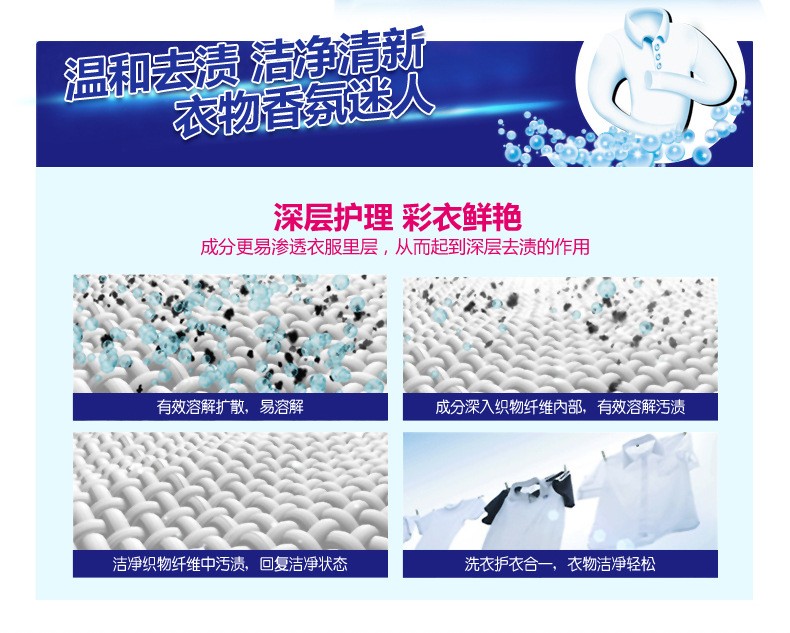 温和去渍 洁净清新
衣物香氛迷人
深层护理 彩衣鲜艳
成分更易渗透衣服里层，从而起到深层去渍的作用
有效溶解扩散，易溶解
成分深入织物纤维内部，有效溶解污渍
洁净织物纤维中污渍，回复洁净状态
洗衣护衣合一，衣物洁净轻松